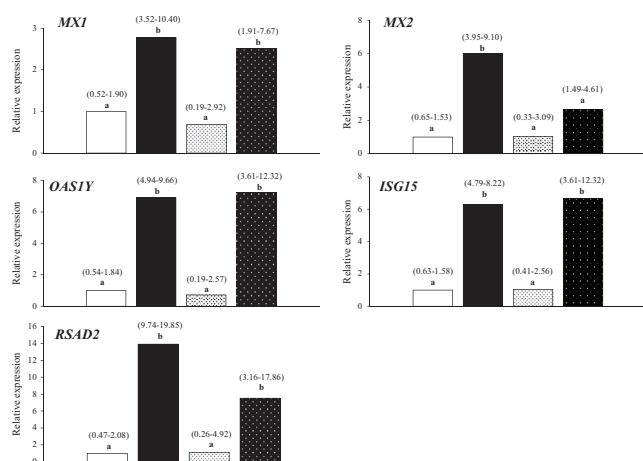 MX1
(3.52-10.40)
b
(1.91-7.67)
b
(0.52-1.90)
a
(0.19-2.92)
a
Relative expression
3
2
1
0
MX2
(3.95-9.10)
b
(1.49-4.61)
a
(0.65-1.53)
a
(0.33-3.09)
a
Relative expression
8
6
4
2
0
OAS1Y
(4.94-9.66)
b
(3.61-12.32)
b
(0.54-1.84)
a
(0.19-2.57)
a
Relative expression
8
6
4
2
0
ISG15
(4.79-8.22)
b
(3.61-12.32)
b
(0.63-1.58)
a
(0.41-2.56)
a
Relative expression
8
6
4
2
0
RSAD2
(9.74-19.85)
b
(3.16-17.86)
b
(0.47-2.08)
a
(0.26-4.92)
a
Relative expression
16
14
12
10
8
6
4
2
0